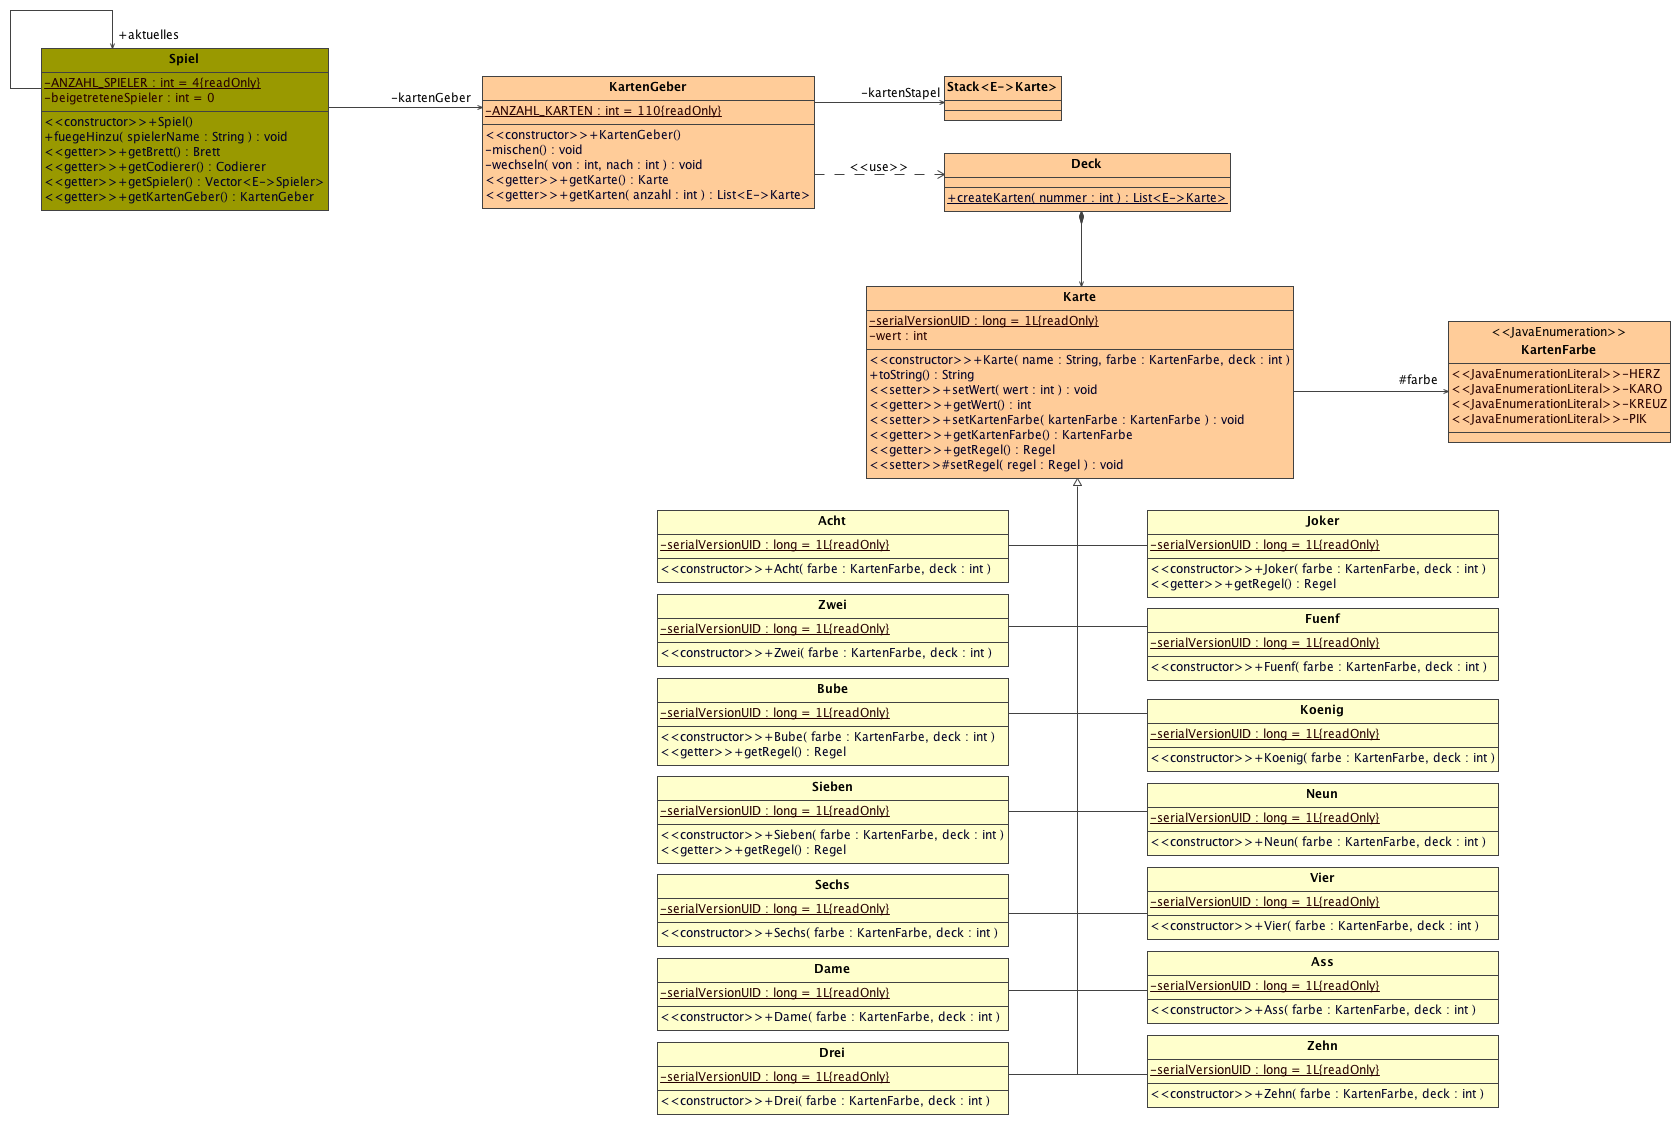 +aktuelles
Spiel
-ANZAHL_SPIELER : int = 4{readOnly}
-beigetreteneSpieler : int = 0
<<constructor>>+Spiel()
+fuegeHinzu( spielerName : String ) : void
<<getter>>+getBrett() : Brett
<<getter>>+getCodierer() : Codierer
<<getter>>+getSpieler() : Vector<E->Spieler>
<<getter>>+getKartenGeber() : KartenGeber
-kartenGeber
KartenGeber
-ANZAHL_KARTEN : int = 110{readOnly}
<<constructor>>+KartenGeber()
-mischen() : void
-wechseln( von : int, nach : int ) : void
<<getter>>+getKarte() : Karte
<<getter>>+getKarten( anzahl : int ) : List<E->Karte>
-kartenStapel
Stack<E->Karte>
<<use>>
Deck
+createKarten( nummer : int ) : List<E->Karte>
Karte
-serialVersionUID : long = 1L{readOnly}
-wert : int
<<constructor>>+Karte( name : String, farbe : KartenFarbe, deck : int )
+toString() : String
<<setter>>+setWert( wert : int ) : void
<<getter>>+getWert() : int
<<setter>>+setKartenFarbe( kartenFarbe : KartenFarbe ) : void
<<getter>>+getKartenFarbe() : KartenFarbe
<<getter>>+getRegel() : Regel
<<setter>>#setRegel( regel : Regel ) : void
#farbe
<<JavaEnumeration>>
KartenFarbe
<<JavaEnumerationLiteral>>-HERZ
<<JavaEnumerationLiteral>>-KARO
<<JavaEnumerationLiteral>>-KREUZ
<<JavaEnumerationLiteral>>-PIK
Acht
-serialVersionUID : long = 1L{readOnly}
<<constructor>>+Acht( farbe : KartenFarbe, deck : int )
Zwei
-serialVersionUID : long = 1L{readOnly}
<<constructor>>+Zwei( farbe : KartenFarbe, deck : int )
Bube
-serialVersionUID : long = 1L{readOnly}
<<constructor>>+Bube( farbe : KartenFarbe, deck : int )
<<getter>>+getRegel() : Regel
Sieben
-serialVersionUID : long = 1L{readOnly}
<<constructor>>+Sieben( farbe : KartenFarbe, deck : int )
<<getter>>+getRegel() : Regel
Sechs
-serialVersionUID : long = 1L{readOnly}
<<constructor>>+Sechs( farbe : KartenFarbe, deck : int )
Dame
-serialVersionUID : long = 1L{readOnly}
<<constructor>>+Dame( farbe : KartenFarbe, deck : int )
Drei
-serialVersionUID : long = 1L{readOnly}
<<constructor>>+Drei( farbe : KartenFarbe, deck : int )
Joker
-serialVersionUID : long = 1L{readOnly}
<<constructor>>+Joker( farbe : KartenFarbe, deck : int )
<<getter>>+getRegel() : Regel
Fuenf
-serialVersionUID : long = 1L{readOnly}
<<constructor>>+Fuenf( farbe : KartenFarbe, deck : int )
Koenig
-serialVersionUID : long = 1L{readOnly}
<<constructor>>+Koenig( farbe : KartenFarbe, deck : int )
Neun
-serialVersionUID : long = 1L{readOnly}
<<constructor>>+Neun( farbe : KartenFarbe, deck : int )
Vier
-serialVersionUID : long = 1L{readOnly}
<<constructor>>+Vier( farbe : KartenFarbe, deck : int )
Ass
-serialVersionUID : long = 1L{readOnly}
<<constructor>>+Ass( farbe : KartenFarbe, deck : int )
Zehn
-serialVersionUID : long = 1L{readOnly}
<<constructor>>+Zehn( farbe : KartenFarbe, deck : int )